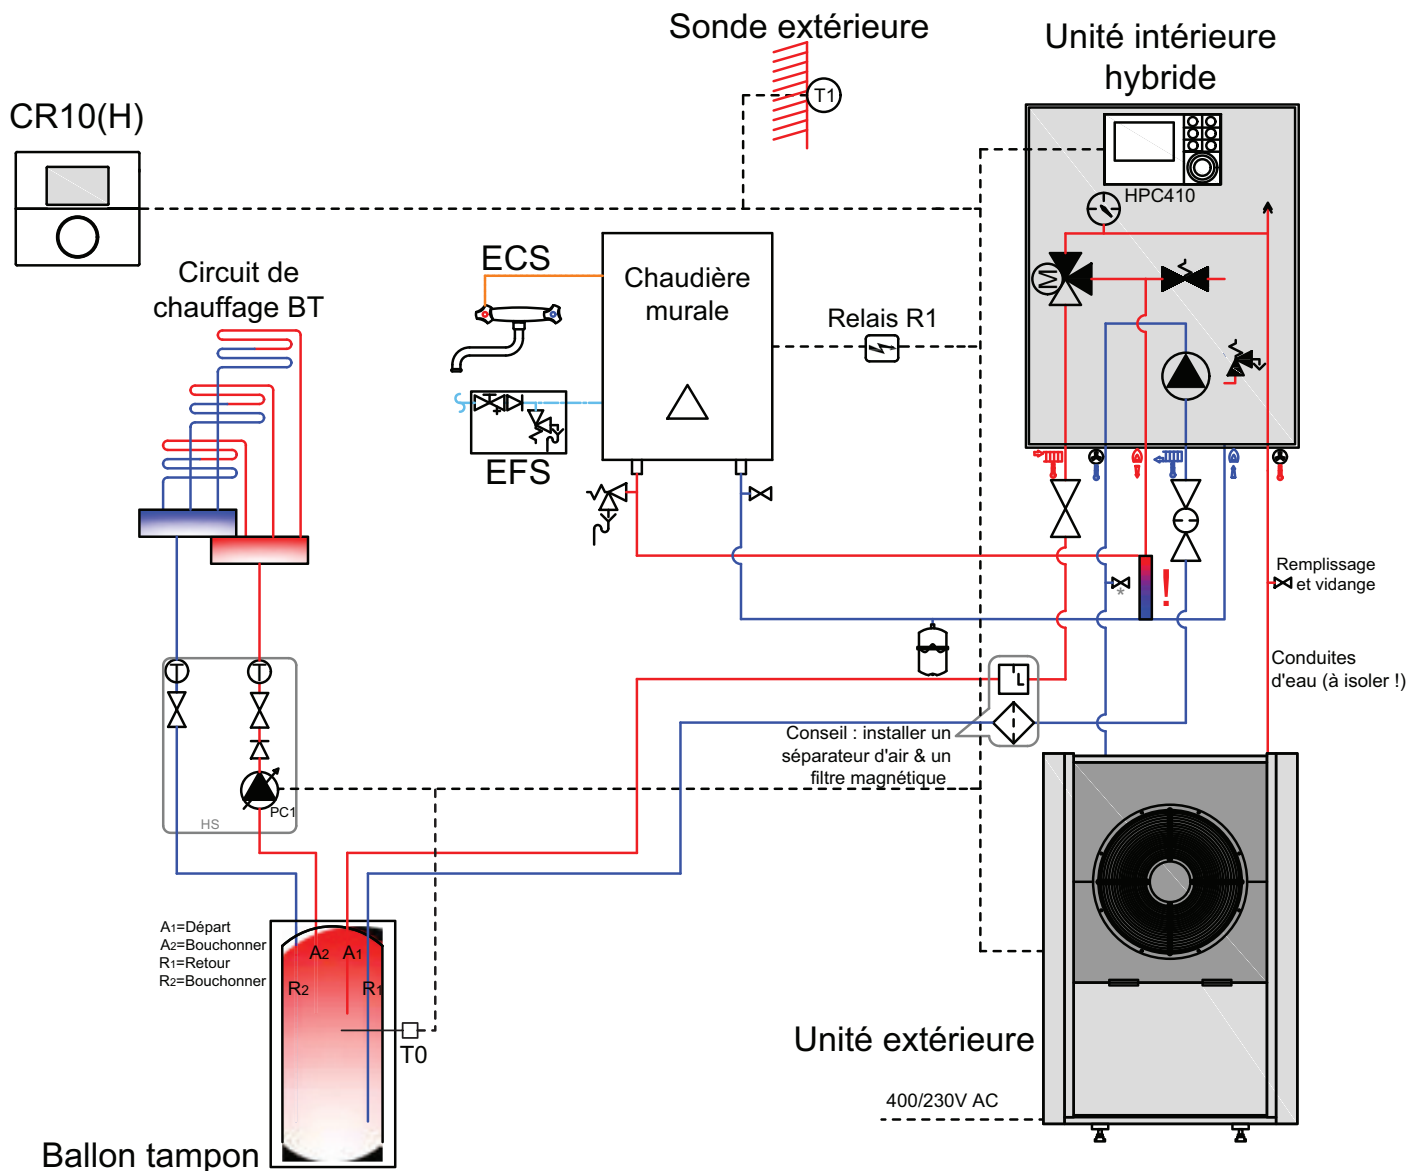 Sonde extérieure
Unité intérieure
hybride
CR10(H)
T1
HPC410
M
Circuit de
chauffage BT
ECS
Chaudière
murale
Relais R1
EFS
Remplissage
et vidange
*
!
Conduites
d'eau (à isoler !)
T
T
L
Conseil : installer un
séparateur d'air & un
filtre magnétique
PC1
HS
A1=Départ
A2=Bouchonner
R1=Retour
R2=Bouchonner
A2 A1
R2 R1
T0
Unité extérieure
400/230V AC
Ballon tampon